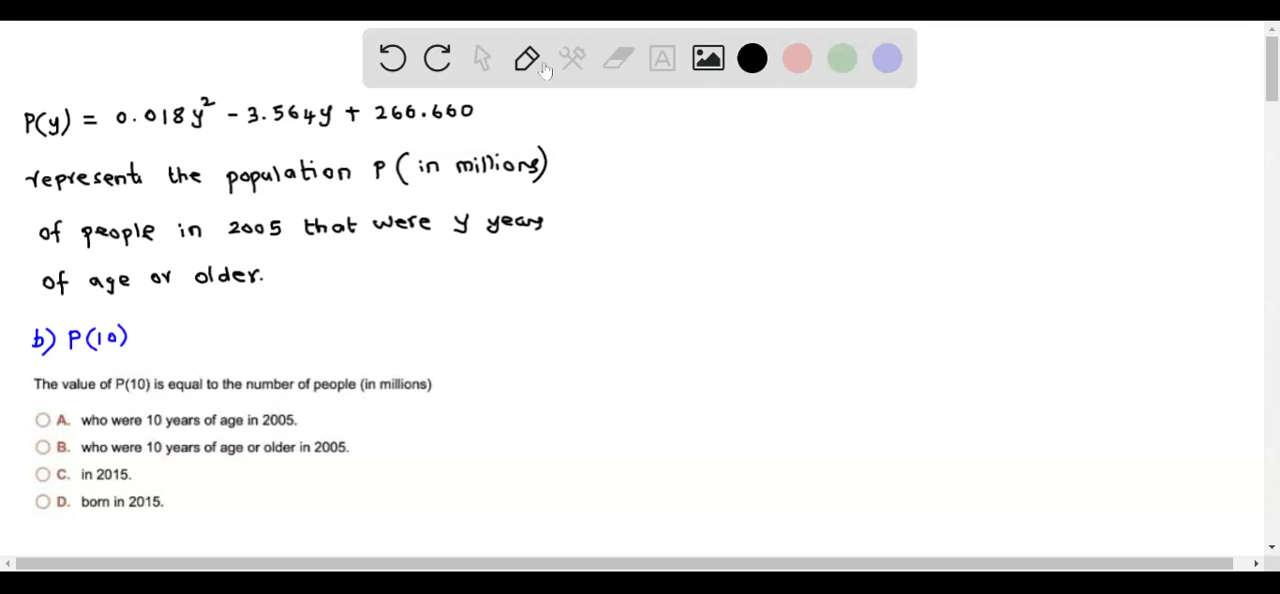 P(y) = 0.018y² - 3.564y + 266.660
represents the population P (in millions)
of people in 2005 that were y years
of age or older.
b) P(10)
The value of P(10) is equal to the number of people (in millions)
A. who were 10 years of age in 2005.
B. who were 10 years of age or older in 2005.
C. in 2015.
D. born in 2015.